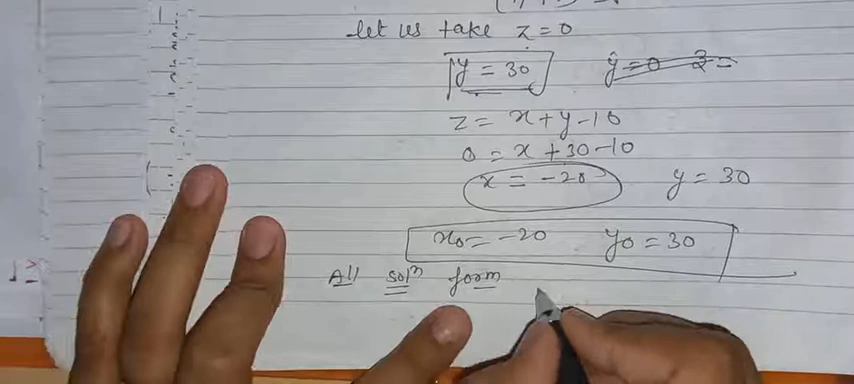 let us take z = 0
y = 30
z = x + y - 10
0 = x + 30 - 10
x = -20 y = 30
x0 = -20 y0 = 30
All solⁿ form